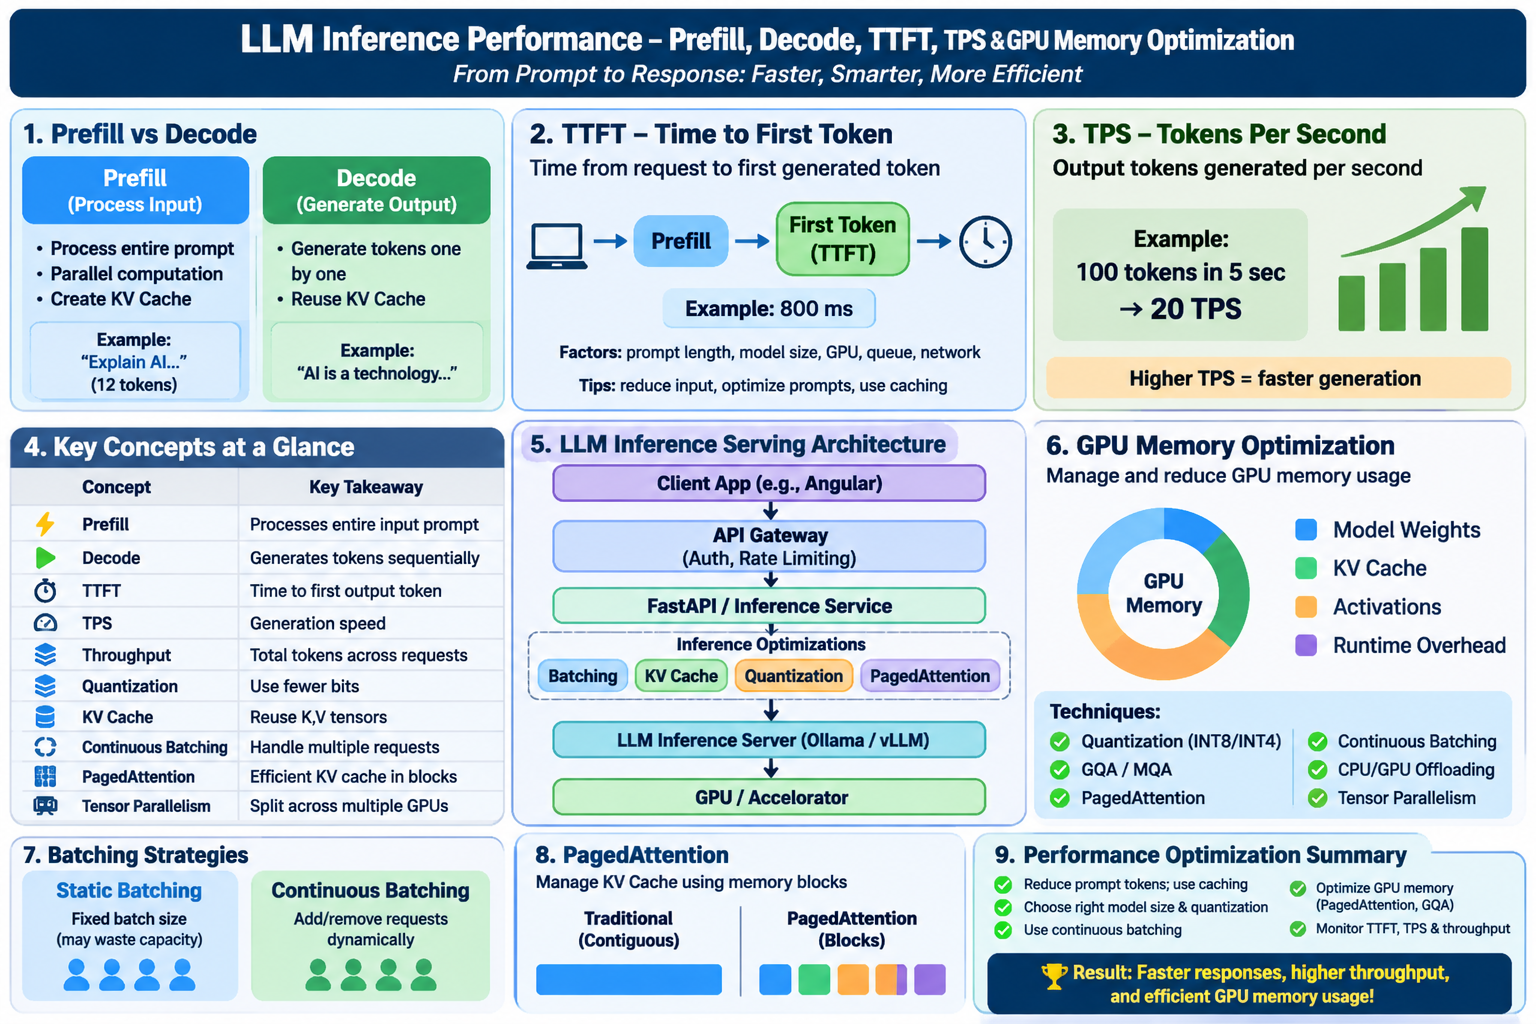 LLM Inference Performance – Prefill, Decode, TTFT, TPS & GPU Memory Optimization
From Prompt to Response: Faster, Smarter, More Efficient
1. Prefill vs Decode
Prefill
(Process Input)
• Process entire prompt
• Parallel computation
• Create KV Cache
Example:
“Explain AI...”
(12 tokens)
Decode
(Generate Output)
• Generate tokens one
by one
• Reuse KV Cache
Example:
“AI is a technology...”
2. TTFT – Time to First Token
Time from request to first generated token
Prefill
First Token
(TTFT)
Example: 800 ms
Factors: prompt length, model size, GPU, queue, network
Tips: reduce input, optimize prompts, use caching
3. TPS – Tokens Per Second
Output tokens generated per second
Example:
100 tokens in 5 sec
→ 20 TPS
Higher TPS = faster generation
4. Key Concepts at a Glance
Concept Key Takeaway
Prefill Processes entire input prompt
Decode Generates tokens sequentially
TTFT Time to first output token
TPS Generation speed
Throughput Total tokens across requests
Quantization Use fewer bits
KV Cache Reuse K,V tensors
Continuous Batching Handle multiple requests
PagedAttention Efficient KV cache in blocks
Tensor Parallelism Split across multiple GPUs
5. LLM Inference Serving Architecture
Client App (e.g., Angular)
API Gateway
(Auth, Rate Limiting)
FastAPI / Inference Service
Inference Optimizations
Batching KV Cache Quantization PagedAttention
LLM Inference Server (Ollama / vLLM)
GPU / Accelorator
6. GPU Memory Optimization
Manage and reduce GPU memory usage
GPU
Memory
Model Weights
KV Cache
Activations
Runtime Overhead
Techniques:
Quantization (INT8/INT4)
GQA / MQA
PagedAttention
Continuous Batching
CPU/GPU Offloading
Tensor Parallelism
7. Batching Strategies
Static Batching
Fixed batch size
(may waste capacity)
Continuous Batching
Add/remove requests
dynamically
8. PagedAttention
Manage KV Cache using memory blocks
Traditional
(Contiguous)
PagedAttention
(Blocks)
9. Performance Optimization Summary
Reduce prompt tokens; use caching
Choose right model size & quantization
Use continuous batching
Optimize GPU memory
(PagedAttention, GQA)
Monitor TTFT, TPS & throughput
Result: Faster responses, higher throughput,
and efficient GPU memory usage!